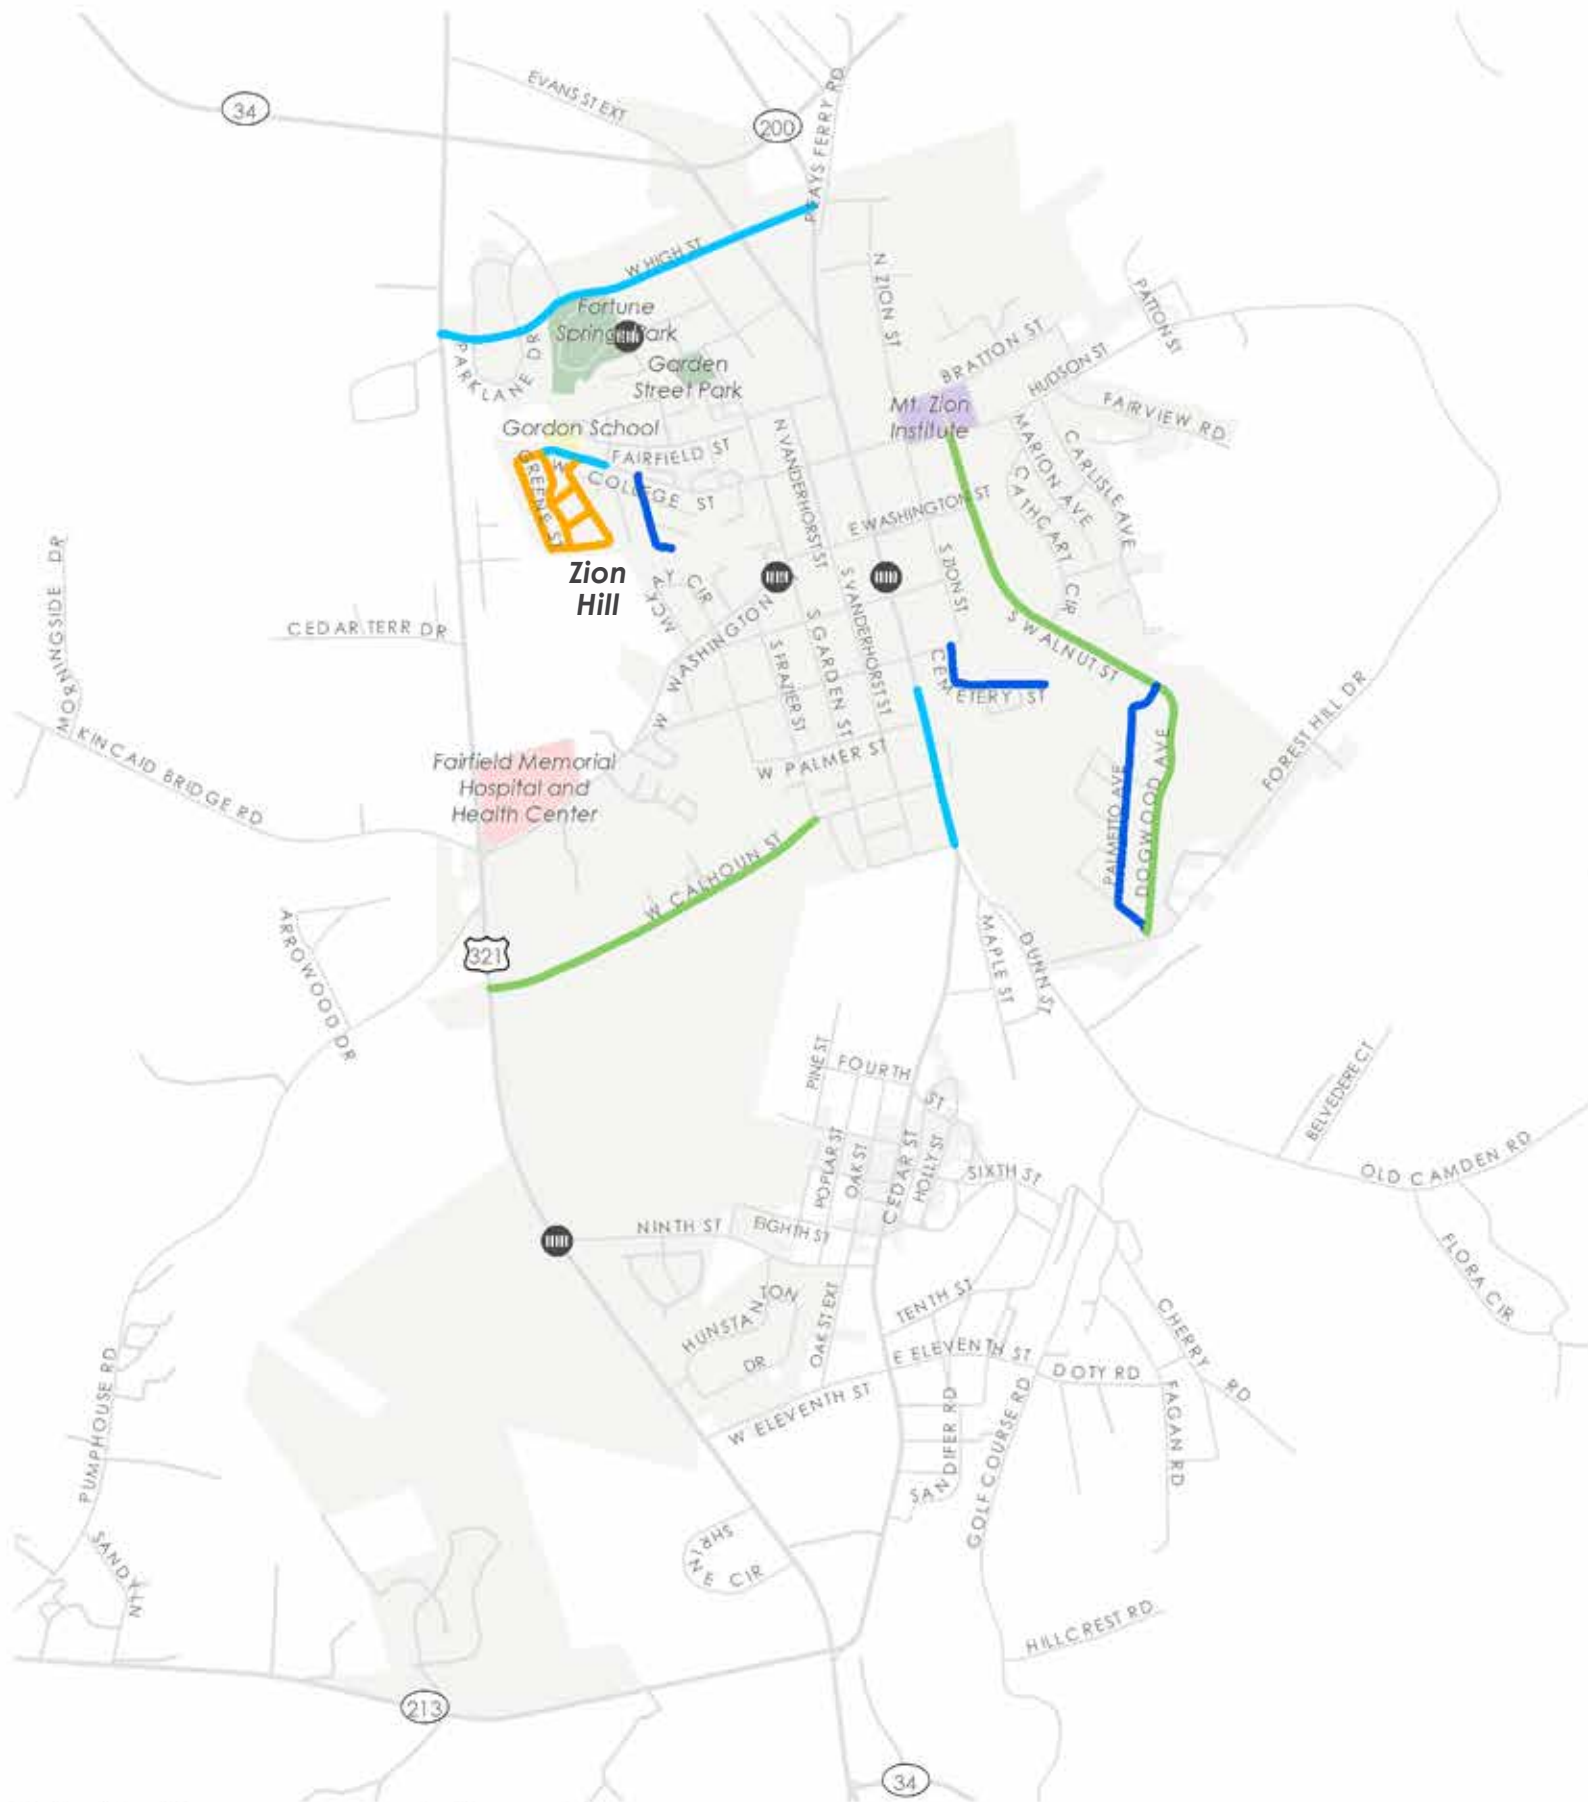 EVANS ST EXT
34
200
PEAYS FERRY RD
W HIGH ST
N ZION ST
PATTON ST
Fortune
Springs Park
PARKLANE DR
Garden
Street Park
BRATTON ST
HUDSON ST
Mt. Zion
Institute
FAIRVIEW RD
Gordon School
FAIRFIELD ST
W COLLEGE ST
GREENE ST
N VANDERHORST ST
MARION AVE
CARLISLE AVE
CATHCART CIR
E WASHINGTON ST
Zion
Hill
S ZION ST
MORNINGSIDE DR
CEDAR TERR DR
W WASHINGTON
S VANDERHORST ST
S GARDEN ST
S FRAZIER ST
S WALNUT ST
CEMETERY ST
KINCAID BRIDGE RD
Fairfield Memorial
Hospital and
Health Center
W PALMER ST
FOREST HILL DR
PALMETTO AVE
DOGWOOD AVE
W CALHOUN ST
321
ARROWOOD DR
MAPLE ST
DUNN ST
PINE ST
FOURTH ST
BELVEDERE CT
POPLAR ST
OAK ST
CEDAR ST
HOLLY ST
SIXTH ST
OLD CAMDEN RD
NINTH ST
EIGHTH ST
FLORA CIR
HUNSTANTON DR
OAK ST EXT
TENTH ST
E ELEVENTH ST
CHERRY RD
DOTY RD
W ELEVENTH ST
PUMPHOUSE RD
SANDIFER RD
GOLF COURSE RD
FAGAN RD
SANDY LN
SHRINE CIR
HILLCREST RD
213
34